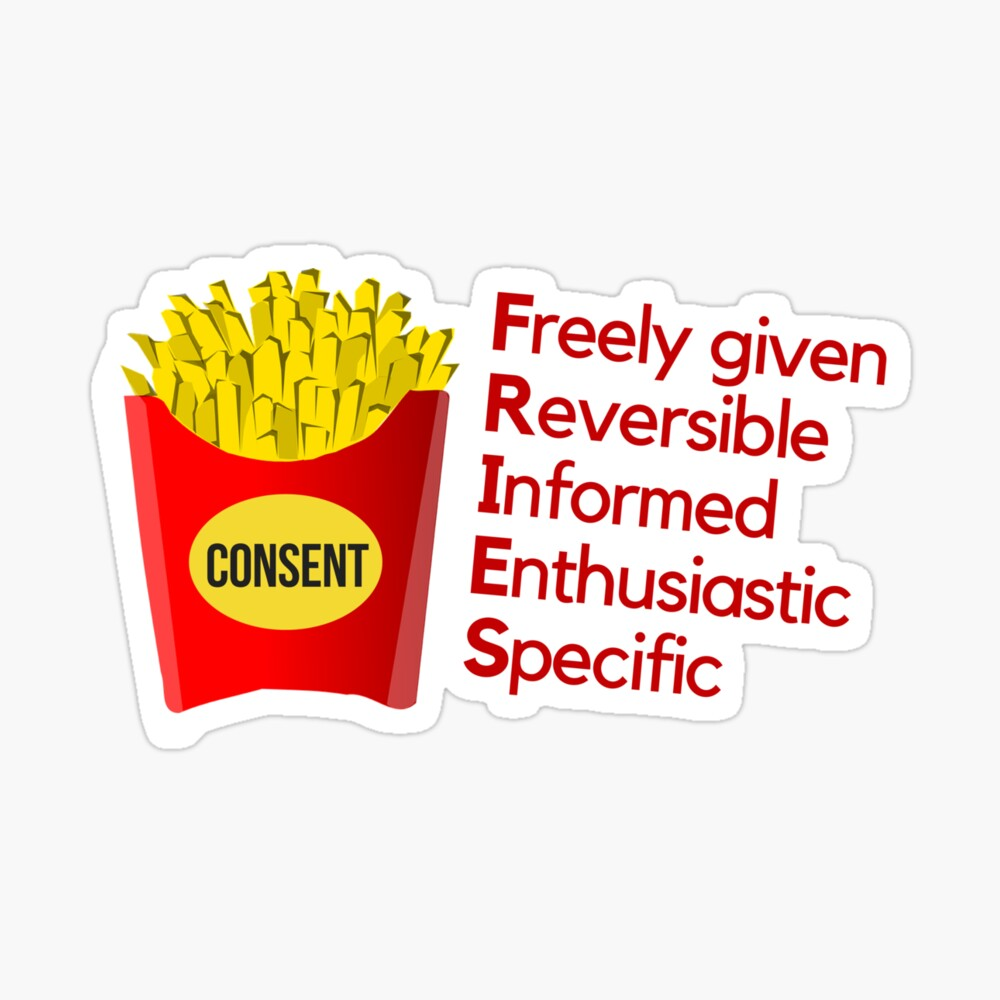 CONSENT
Freely given
Reversible
Informed
Enthusiastic
Specific